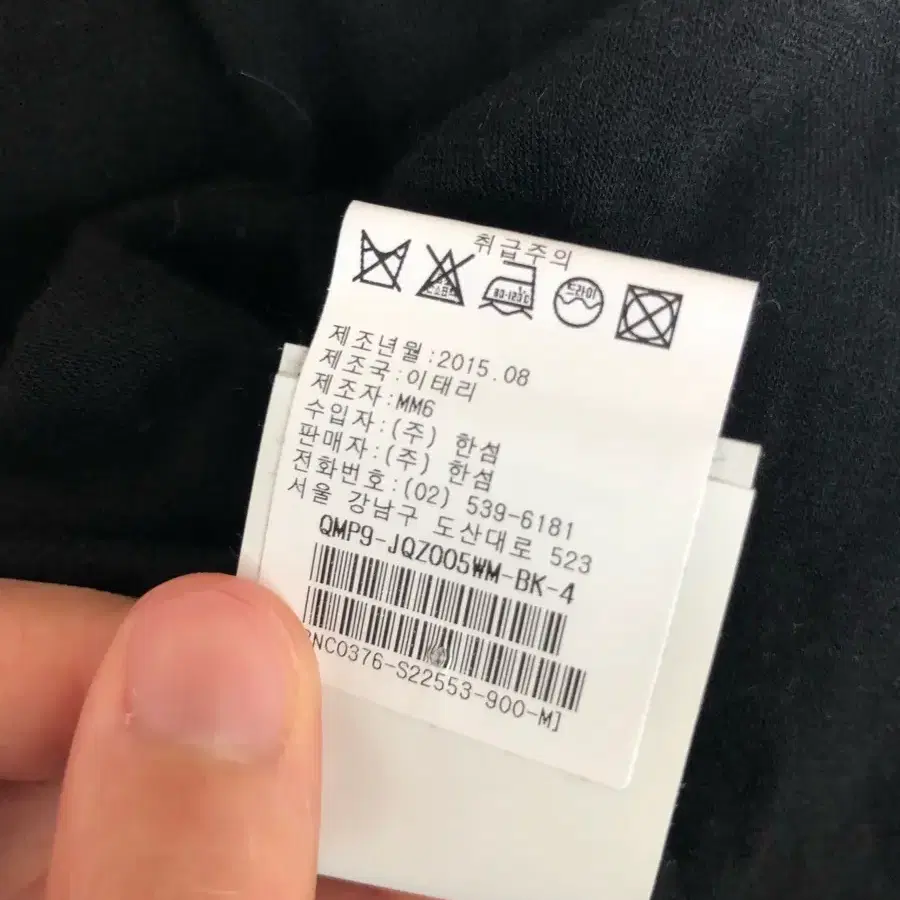 취급주의
80-120℃
드라이
제조년월:2015.08
제조국:이태리
제조자:MM6
수입자:(주) 한섬
판매자:(주) 한섬
전화번호:(02) 539-6181
서울 강남구 도산대로 523
QMP9-JQZ005WM-BK-4
NC0376-S22553-900-M]